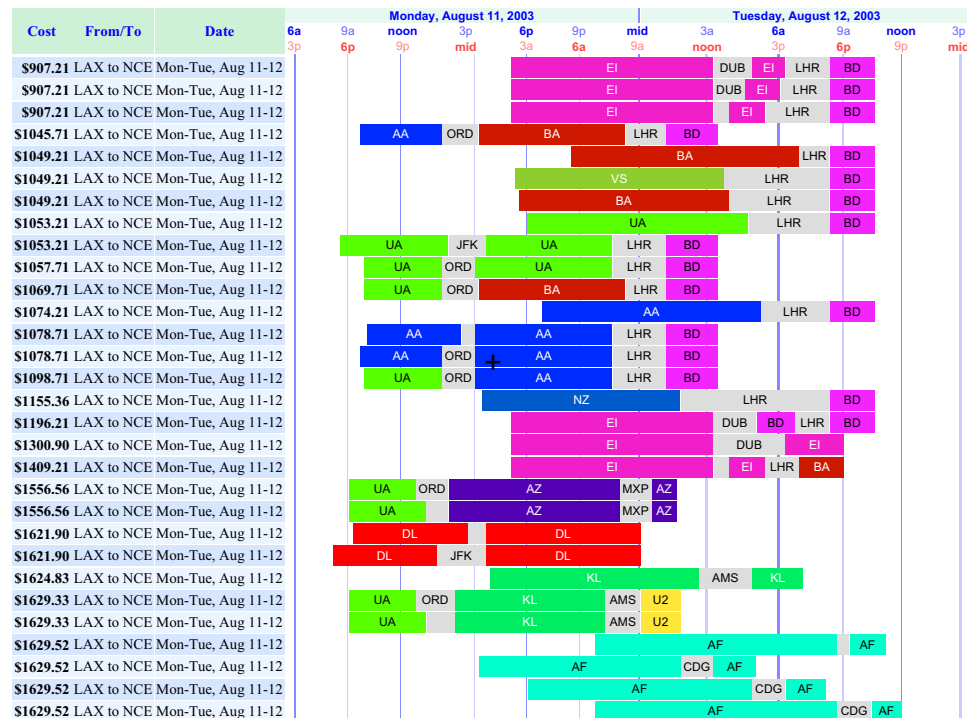 Monday, August 11, 2003 Tuesday, August 12, 2003
Cost From/To Date 6a 9a noon 3p 6p 9p mid 3a 6a 9a noon 3p
3p 6p 9p mid 3a 6a 9a noon 3p 6p 9p mid
$907.21 LAX to NCE Mon-Tue, Aug 11-12 EI DUB EI LHR BD
$907.21 LAX to NCE Mon-Tue, Aug 11-12 EI DUB EI LHR BD
$907.21 LAX to NCE Mon-Tue, Aug 11-12 EI EI LHR BD
$1045.71 LAX to NCE Mon-Tue, Aug 11-12 AA ORD BA LHR BD
$1049.21 LAX to NCE Mon-Tue, Aug 11-12 BA LHR BD
$1049.21 LAX to NCE Mon-Tue, Aug 11-12 VS LHR BD
$1049.21 LAX to NCE Mon-Tue, Aug 11-12 BA LHR BD
$1053.21 LAX to NCE Mon-Tue, Aug 11-12 UA LHR BD
$1053.21 LAX to NCE Mon-Tue, Aug 11-12 UA JFK UA LHR BD
$1057.71 LAX to NCE Mon-Tue, Aug 11-12 UA ORD UA LHR BD
$1069.71 LAX to NCE Mon-Tue, Aug 11-12 UA ORD BA LHR BD
$1074.21 LAX to NCE Mon-Tue, Aug 11-12 AA LHR BD
$1078.71 LAX to NCE Mon-Tue, Aug 11-12 AA AA LHR BD
$1078.71 LAX to NCE Mon-Tue, Aug 11-12 AA ORD AA LHR BD
$1098.71 LAX to NCE Mon-Tue, Aug 11-12 UA ORD AA LHR BD
$1155.36 LAX to NCE Mon-Tue, Aug 11-12 NZ LHR BD
$1196.21 LAX to NCE Mon-Tue, Aug 11-12 EI DUB BD LHR BD
$1300.90 LAX to NCE Mon-Tue, Aug 11-12 EI DUB EI
$1409.21 LAX to NCE Mon-Tue, Aug 11-12 EI EI LHR BA
$1556.56 LAX to NCE Mon-Tue, Aug 11-12 UA ORD AZ MXP AZ
$1556.56 LAX to NCE Mon-Tue, Aug 11-12 UA AZ MXP AZ
$1621.90 LAX to NCE Mon-Tue, Aug 11-12 DL DL
$1621.90 LAX to NCE Mon-Tue, Aug 11-12 DL JFK DL
$1624.83 LAX to NCE Mon-Tue, Aug 11-12 KL AMS KL
$1629.33 LAX to NCE Mon-Tue, Aug 11-12 UA ORD KL AMS U2
$1629.33 LAX to NCE Mon-Tue, Aug 11-12 UA KL AMS U2
$1629.52 LAX to NCE Mon-Tue, Aug 11-12 AF AF
$1629.52 LAX to NCE Mon-Tue, Aug 11-12 AF CDG AF
$1629.52 LAX to NCE Mon-Tue, Aug 11-12 AF CDG AF
$1629.52 LAX to NCE Mon-Tue, Aug 11-12 AF CDG AF